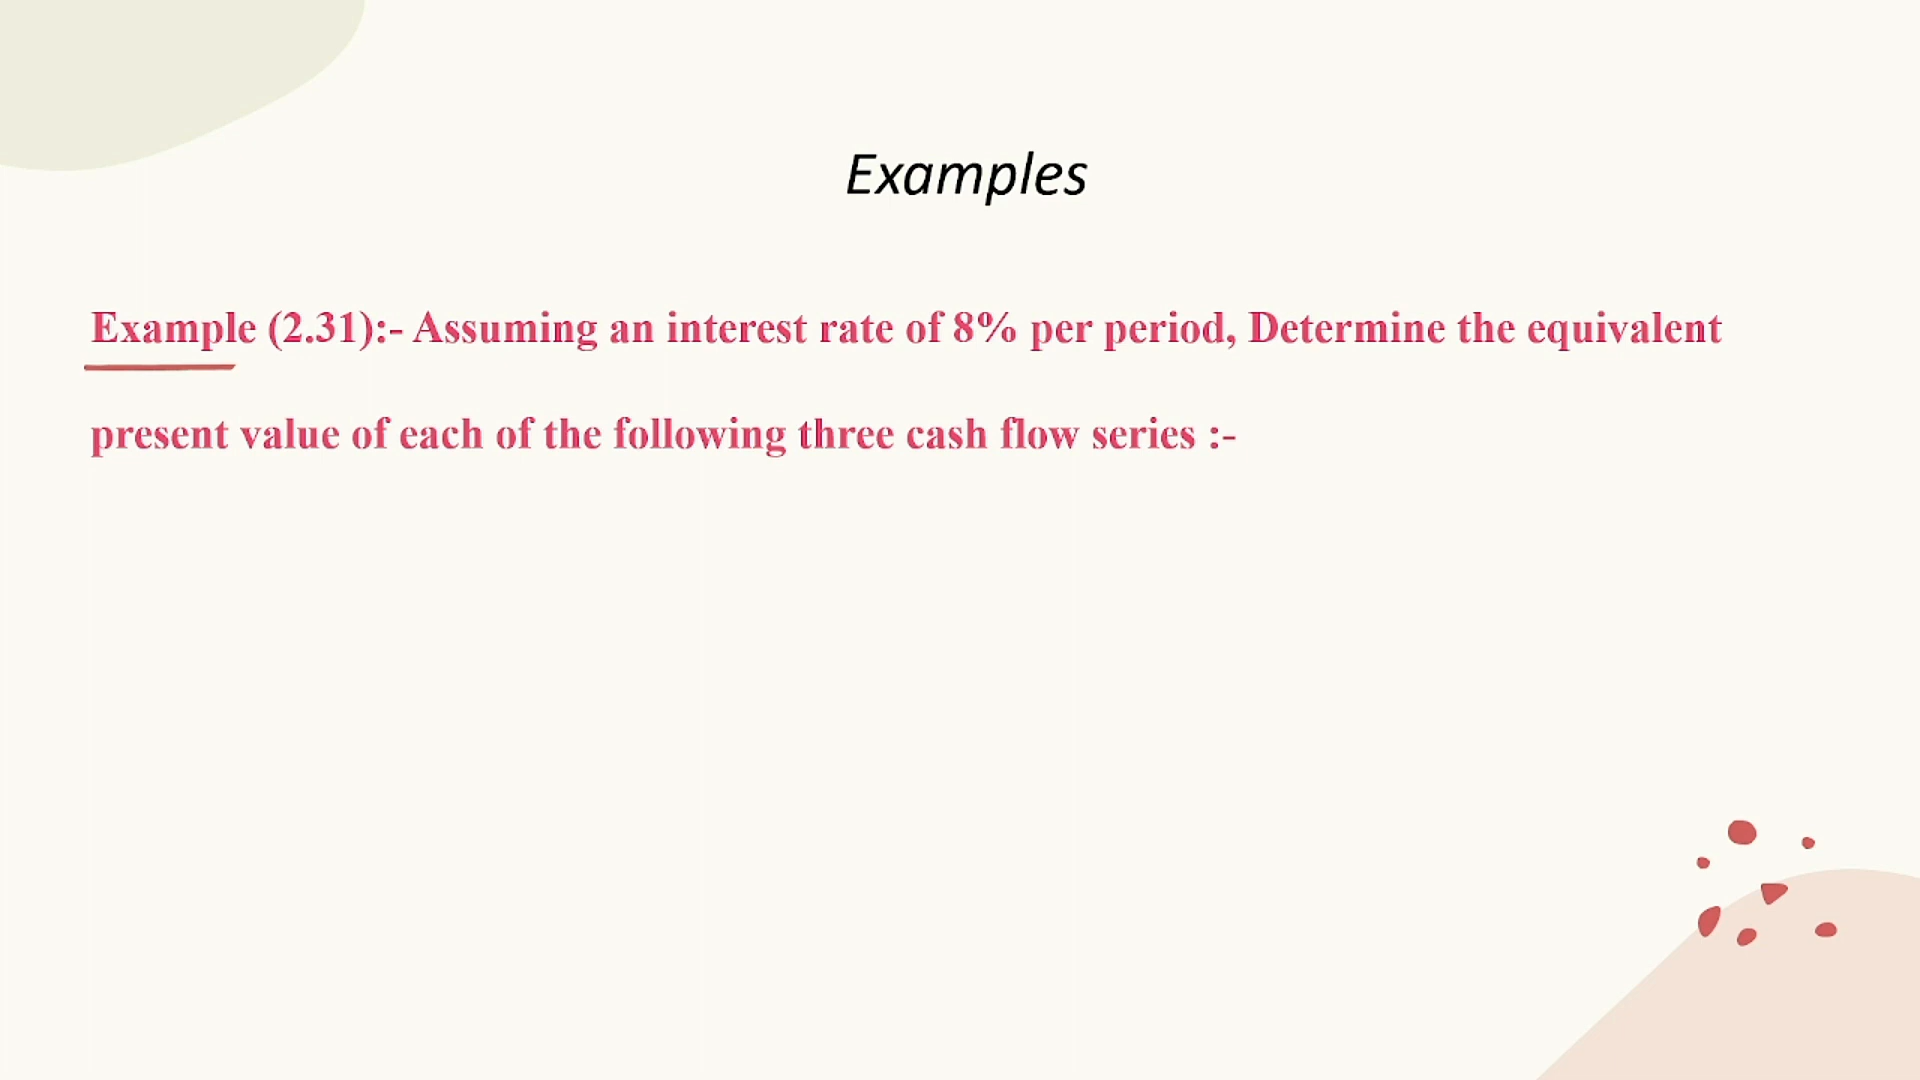 Examples
Example (2.31):- Assuming an interest rate of 8% per period, Determine the equivalent
present value of each of the following three cash flow series :-